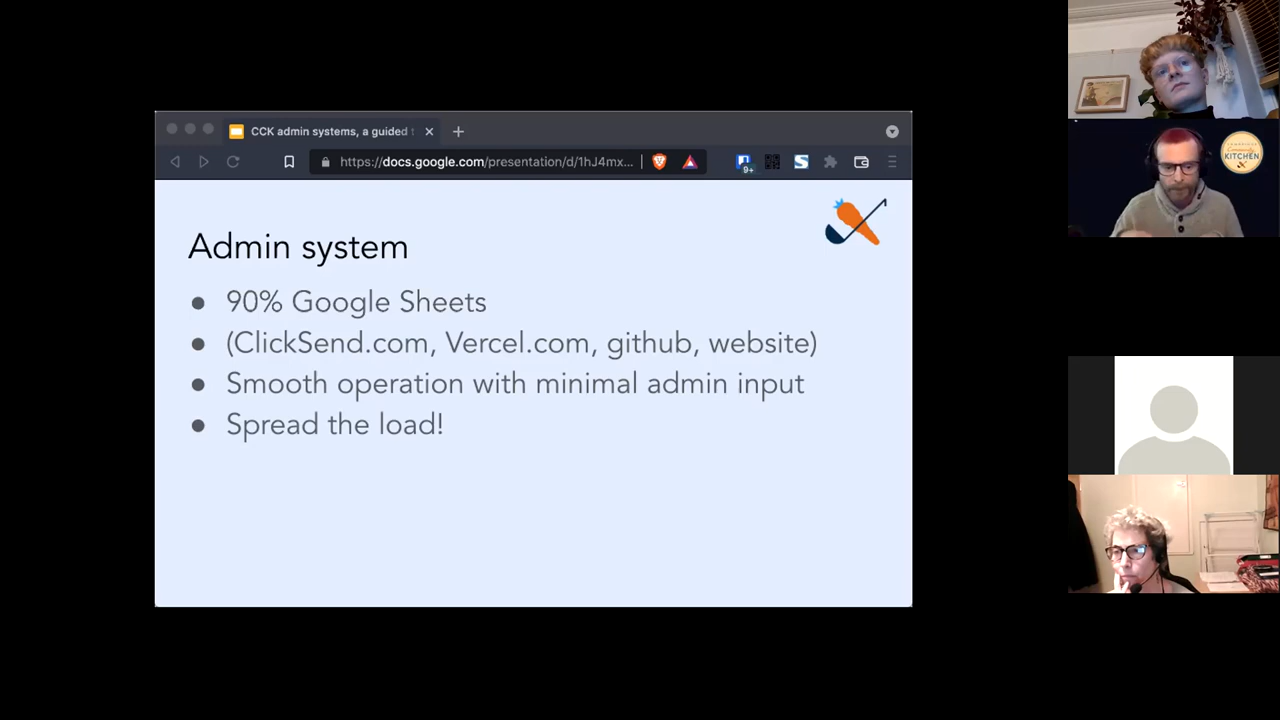 CCK admin systems, a guided
https://docs.google.com/presentation/d/1hJ4mx...
9+
Admin system
90% Google Sheets
(ClickSend.com, Vercel.com, github, website)
Smooth operation with minimal admin input
Spread the load!
KITCHEN